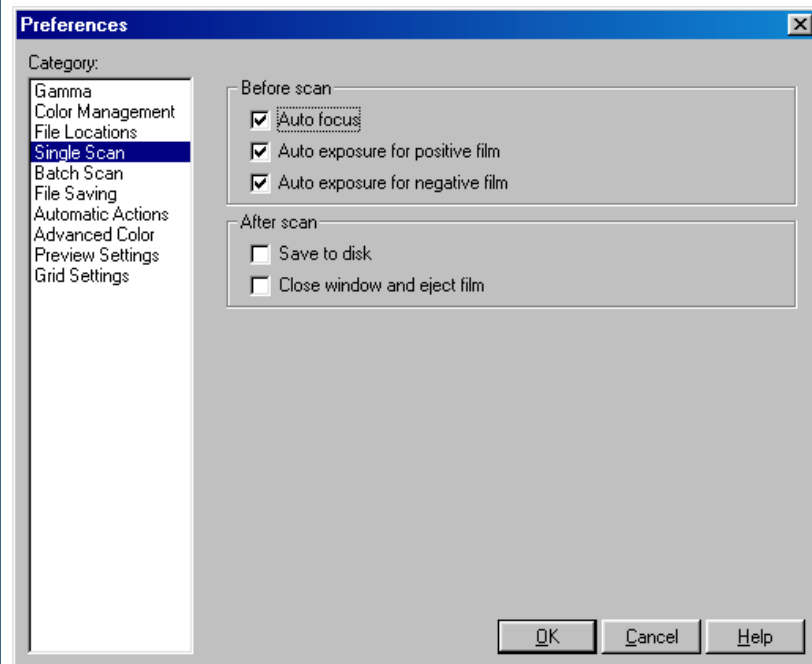 Preferences
Category:
Gamma
Color Management
File Locations
Single Scan
Batch Scan
File Saving
Automatic Actions
Advanced Color
Preview Settings
Grid Settings
Before scan
Auto focus
Auto exposure for positive film
Auto exposure for negative film
After scan
Save to disk
Close window and eject film
OK Cancel Help